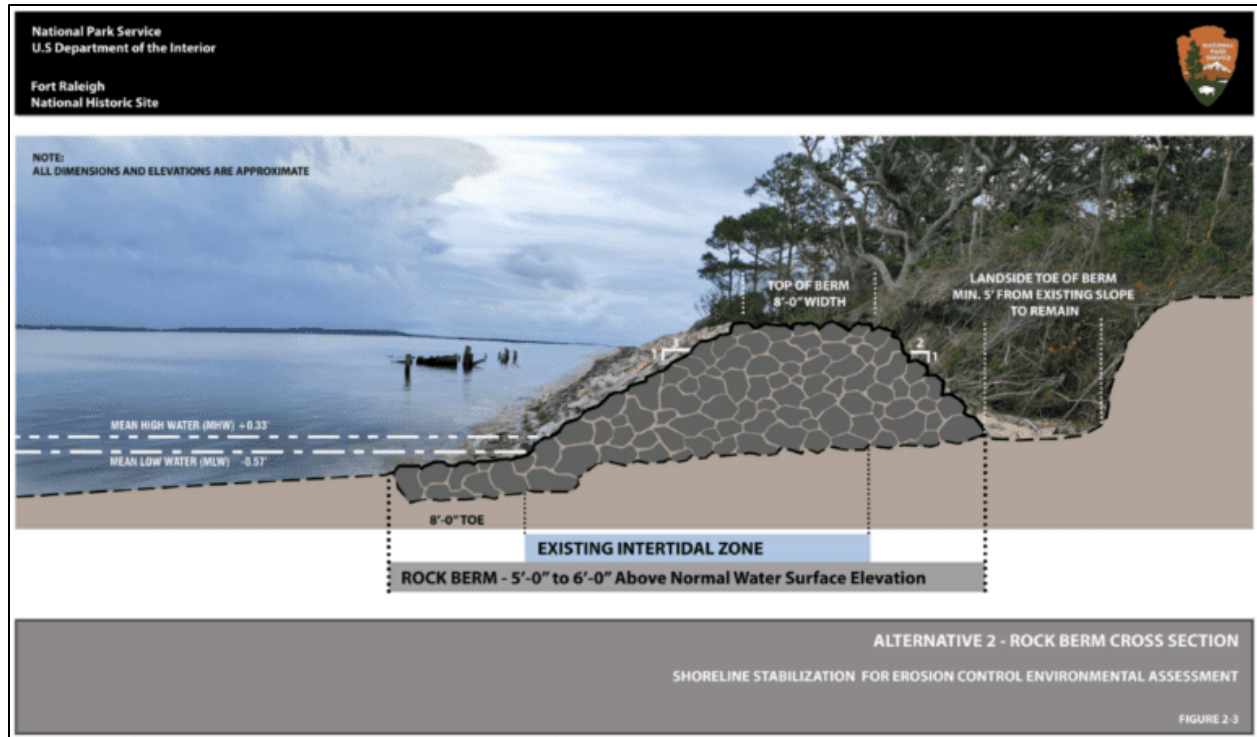 National Park Service
U.S Department of the Interior
Fort Raleigh
National Historic Site
NATIONAL
PARK
SERVICE
NOTE:
ALL DIMENSIONS AND ELEVATIONS ARE APPROXIMATE
TOP OF BERM
8'-0" WIDTH
LANDSIDE TOE OF BERM
MIN. 5' FROM EXISTING SLOPE
TO REMAIN
1
2
1
MEAN HIGH WATER (MHW) +0.33'
MEAN LOW WATER (MLW) -0.57'
8'-0" TOE
EXISTING INTERTIDAL ZONE
ROCK BERM - 5'-0" to 6'-0" Above Normal Water Surface Elevation
ALTERNATIVE 2 - ROCK BERM CROSS SECTION
SHORELINE STABILIZATION FOR EROSION CONTROL ENVIRONMENTAL ASSESSMENT
FIGURE 2-3